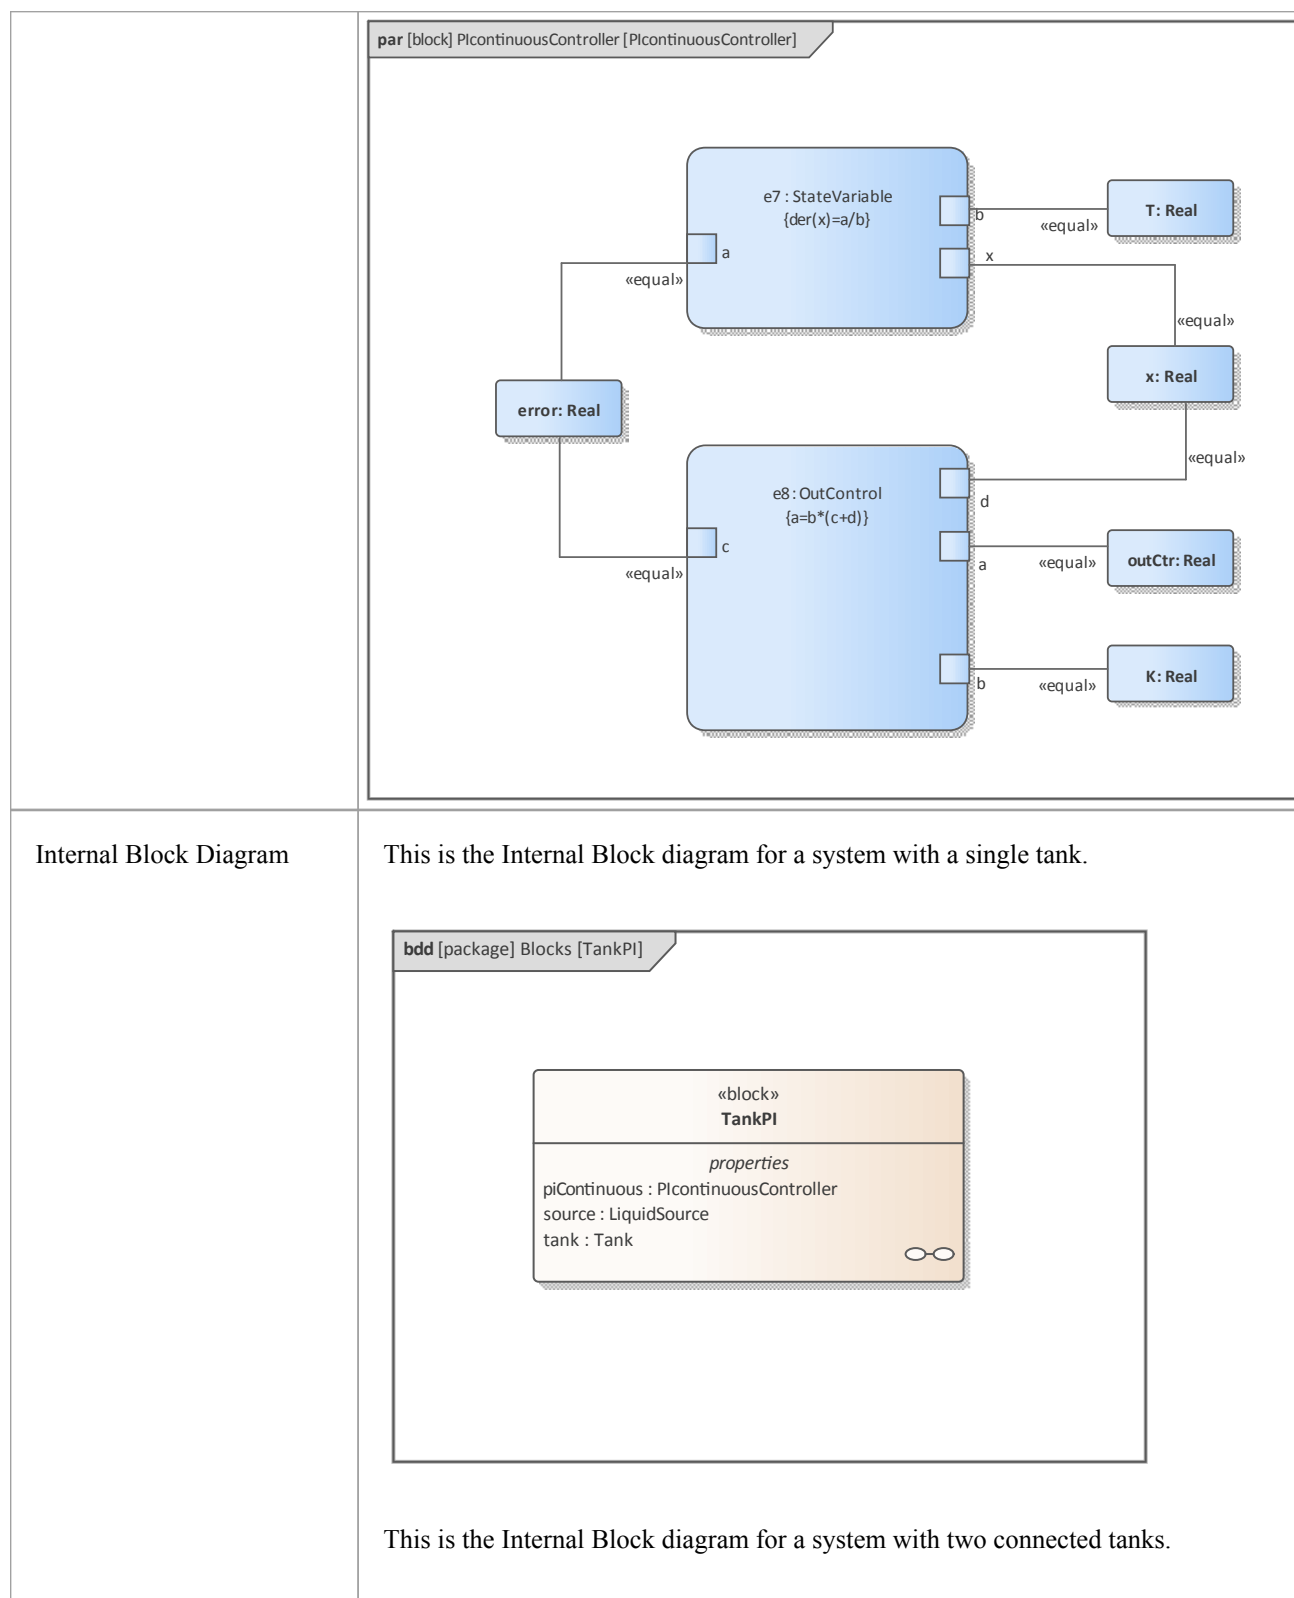 par [block] PIcontinuousController [PIcontinuousController]
e7 : StateVariable
{der(x)=a/b}
b
T: Real
«equal»
a
x
«equal»
«equal»
x: Real
error: Real
«equal»
e8 : OutControl
{a=b*(c+d)}
d
c
a
«equal»
outCtr: Real
«equal»
b
«equal»
K: Real
Internal Block Diagram
This is the Internal Block diagram for a system with a single tank.
bdd [package] Blocks [TankPI]
«block»
TankPI
properties
piContinuous : PIcontinuousController
source : LiquidSource
tank : Tank
This is the Internal Block diagram for a system with two connected tanks.